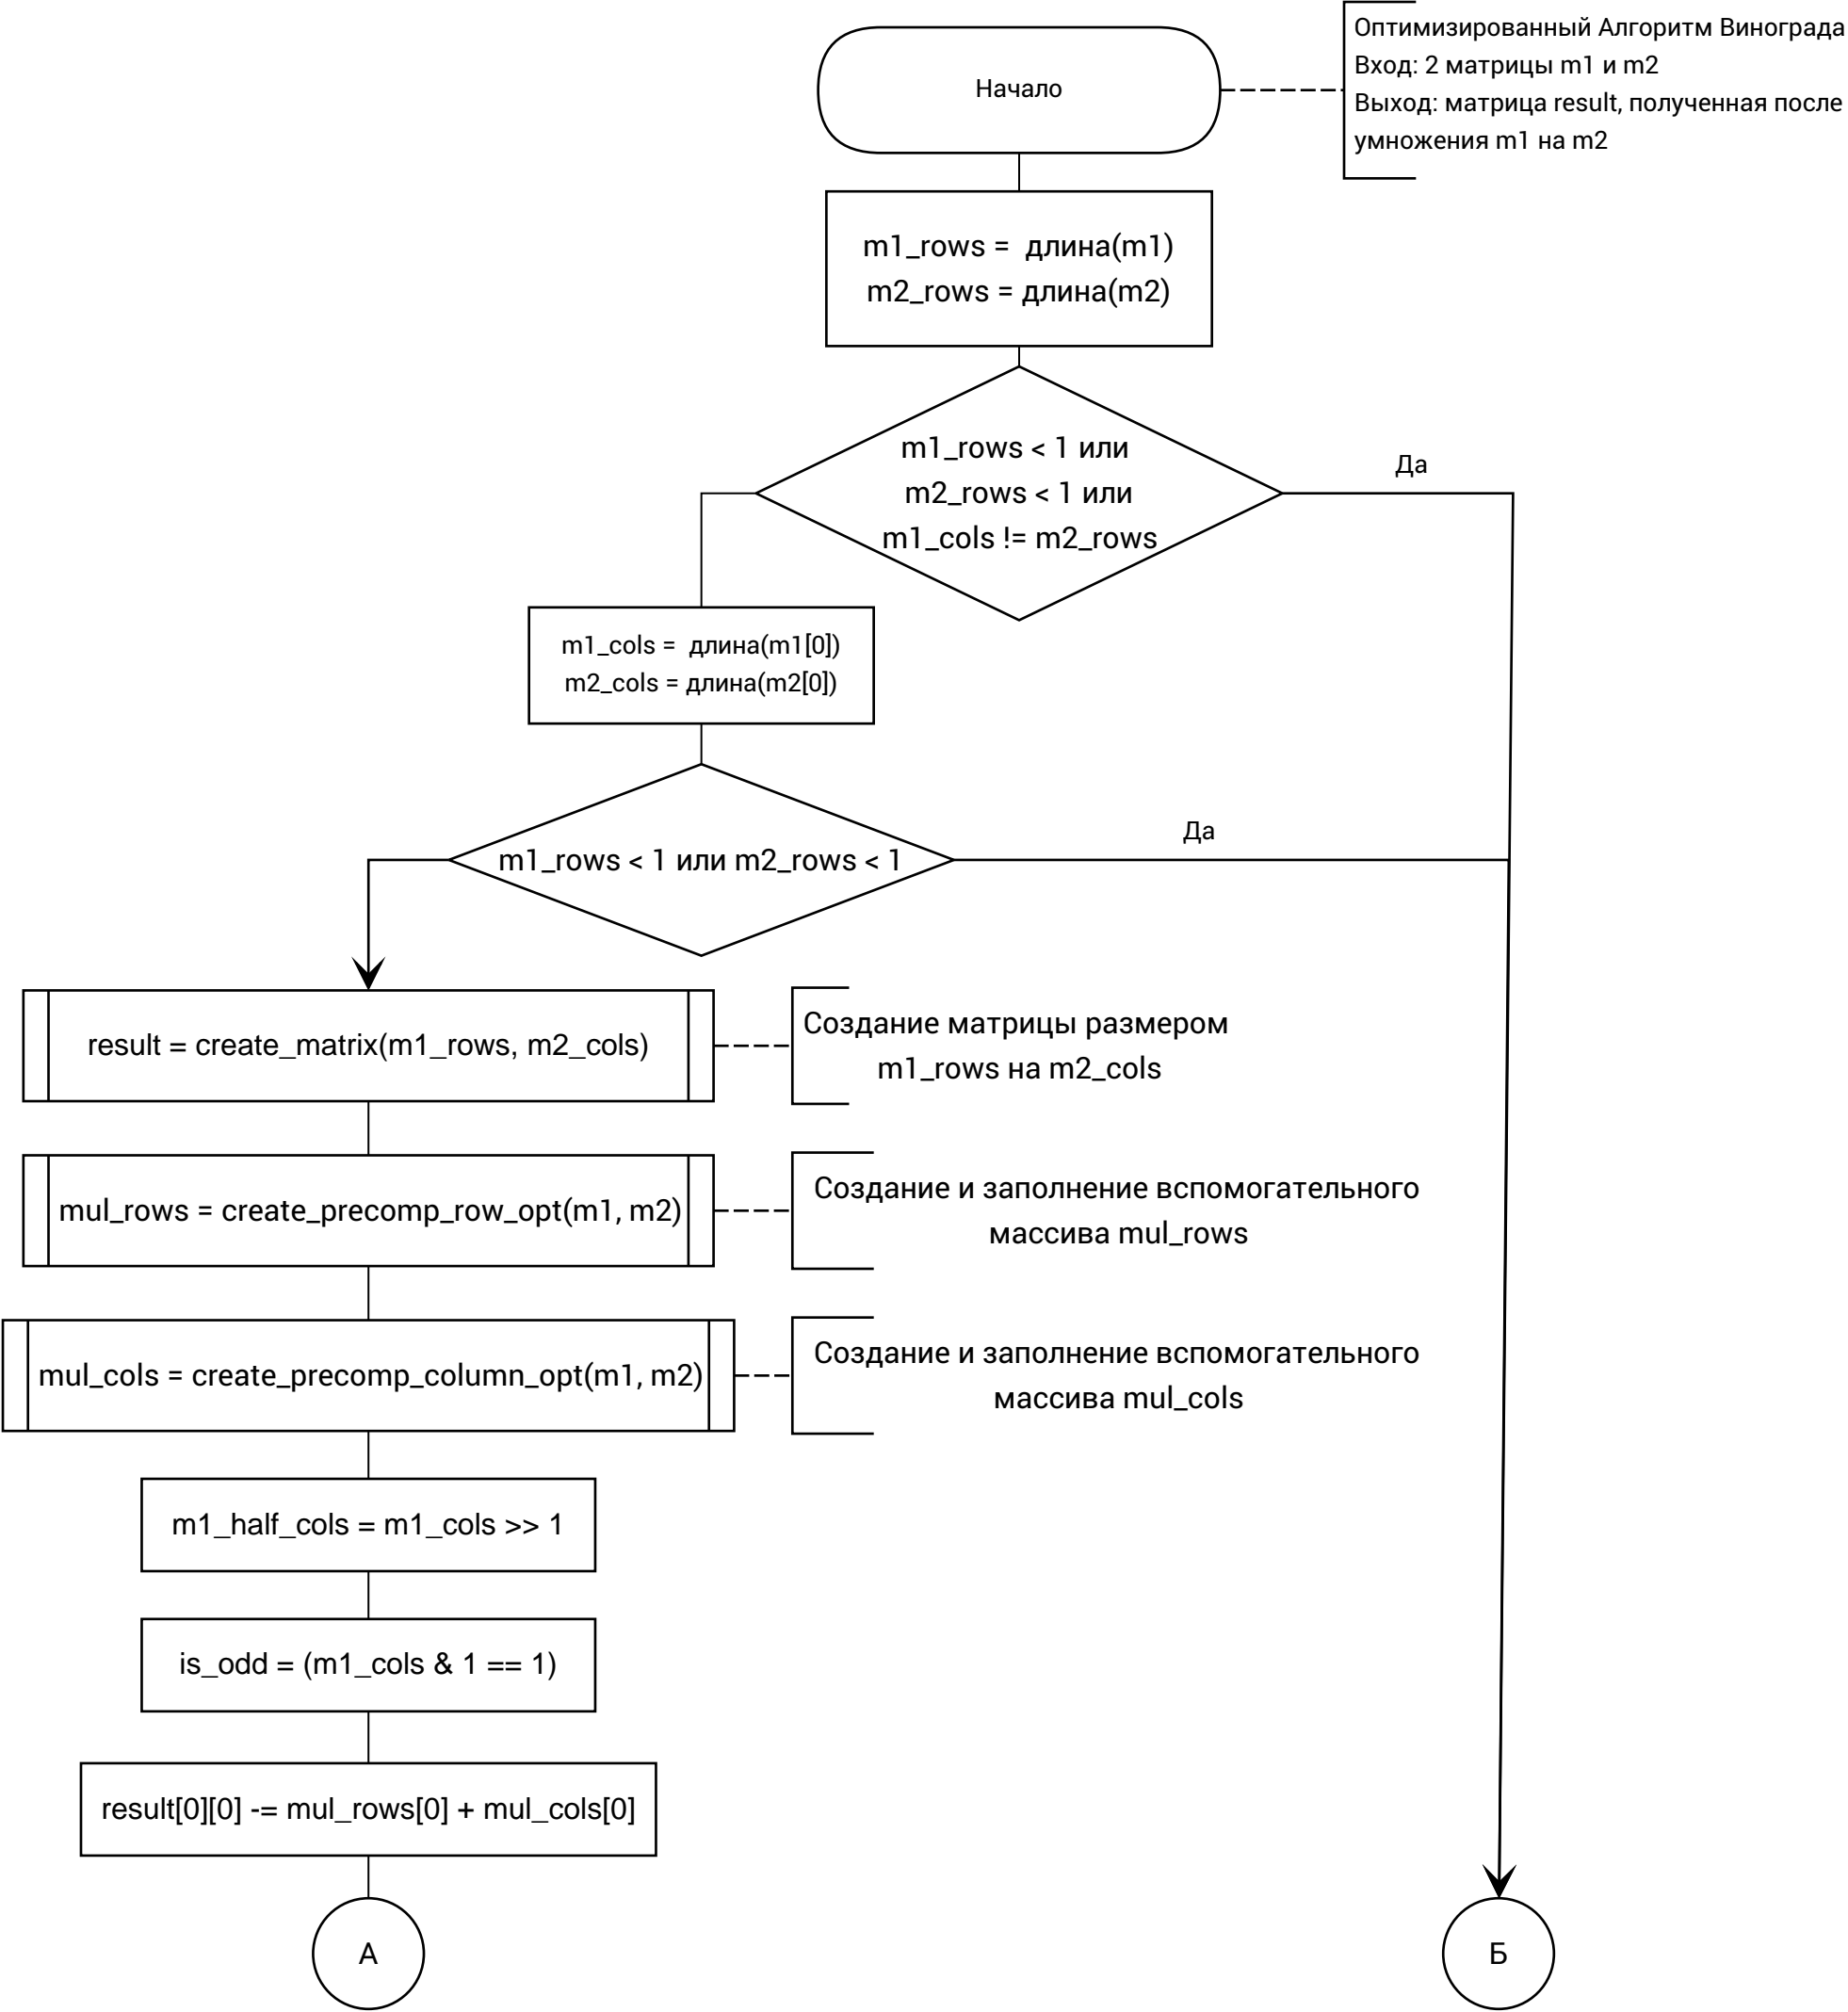 Начало
Оптимизированный Алгоритм Винограда
Вход: 2 матрицы m1 и m2
Выход: матрица result, полученная после
умножения m1 на m2
m1_rows = длина(m1)
m2_rows = длина(m2)
m1_rows < 1 или
m2_rows < 1 или
m1_cols != m2_rows
Да
m1_cols = длина(m1[0])
m2_cols = длина(m2[0])
m1_rows < 1 или m2_rows < 1
Да
result = create_matrix(m1_rows, m2_cols)
Создание матрицы размером
m1_rows на m2_cols
mul_rows = create_precomp_row_opt(m1, m2)
Создание и заполнение вспомогательного
массива mul_rows
mul_cols = create_precomp_column_opt(m1, m2)
Создание и заполнение вспомогательного
массива mul_cols
m1_half_cols = m1_cols >> 1
is_odd = (m1_cols & 1 == 1)
result[0][0] -= mul_rows[0] + mul_cols[0]
А
Б